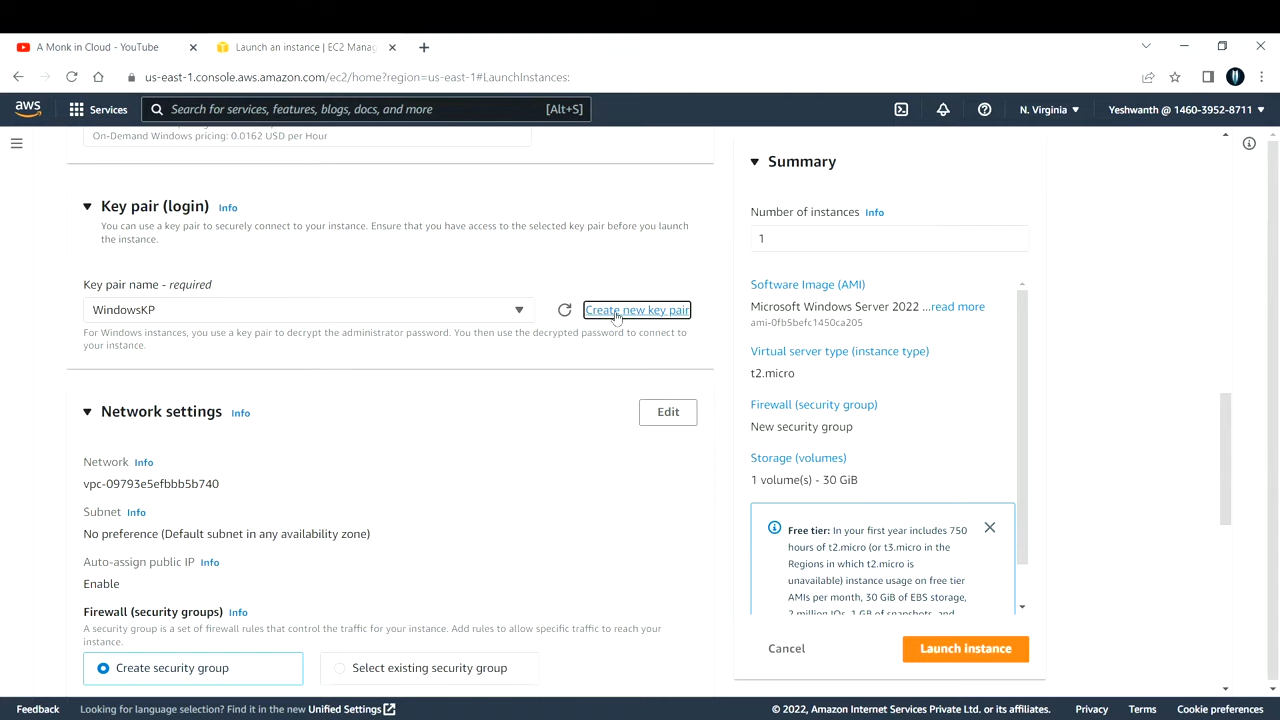 A Monk in Cloud - YouTube
Launch an instance | EC2 Manag
us-east-1.console.aws.amazon.com/ec2/home?region=us-east-1#LaunchInstances:
aws
Services
Search for services, features, blogs, docs, and more
[Alt+S]
N. Virginia
Yeshwanth @ 1460-3952-8711
On-Demand Windows pricing: 0.0162 USD per Hour
Key pair (login) Info
You can use a key pair to securely connect to your instance. Ensure that you have access to the selected key pair before you launch
the instance.
Key pair name - required
WindowsKP
Create new key pair
For Windows instances, you use a key pair to decrypt the administrator password. You then use the decrypted password to connect to
your instance.
Network settings Info
Edit
Network Info
vpc-09793e5efbbb5b740
Subnet Info
No preference (Default subnet in any availability zone)
Auto-assign public IP Info
Enable
Firewall (security groups) Info
A security group is a set of firewall rules that control the traffic for your instance. Add rules to allow specific traffic to reach your
instance.
Create security group
Select existing security group
Summary
Number of instances Info
1
Software Image (AMI)
Microsoft Windows Server 2022 ...read more
ami-0fb5befc1450ca205
Virtual server type (instance type)
t2.micro
Firewall (security group)
New security group
Storage (volumes)
1 volume(s) - 30 GiB
Free tier: In your first year includes 750
hours of t2.micro (or t3.micro in the
Regions in which t2.micro is
unavailable) instance usage on free tier
AMIs per month, 30 GiB of EBS storage,
2 million IOs, 1 GB of snapshots, and
Cancel
Launch instance
Feedback
Looking for language selection? Find it in the new Unified Settings
© 2022, Amazon Internet Services Private Ltd. or its affiliates.
Privacy
Terms
Cookie preferences